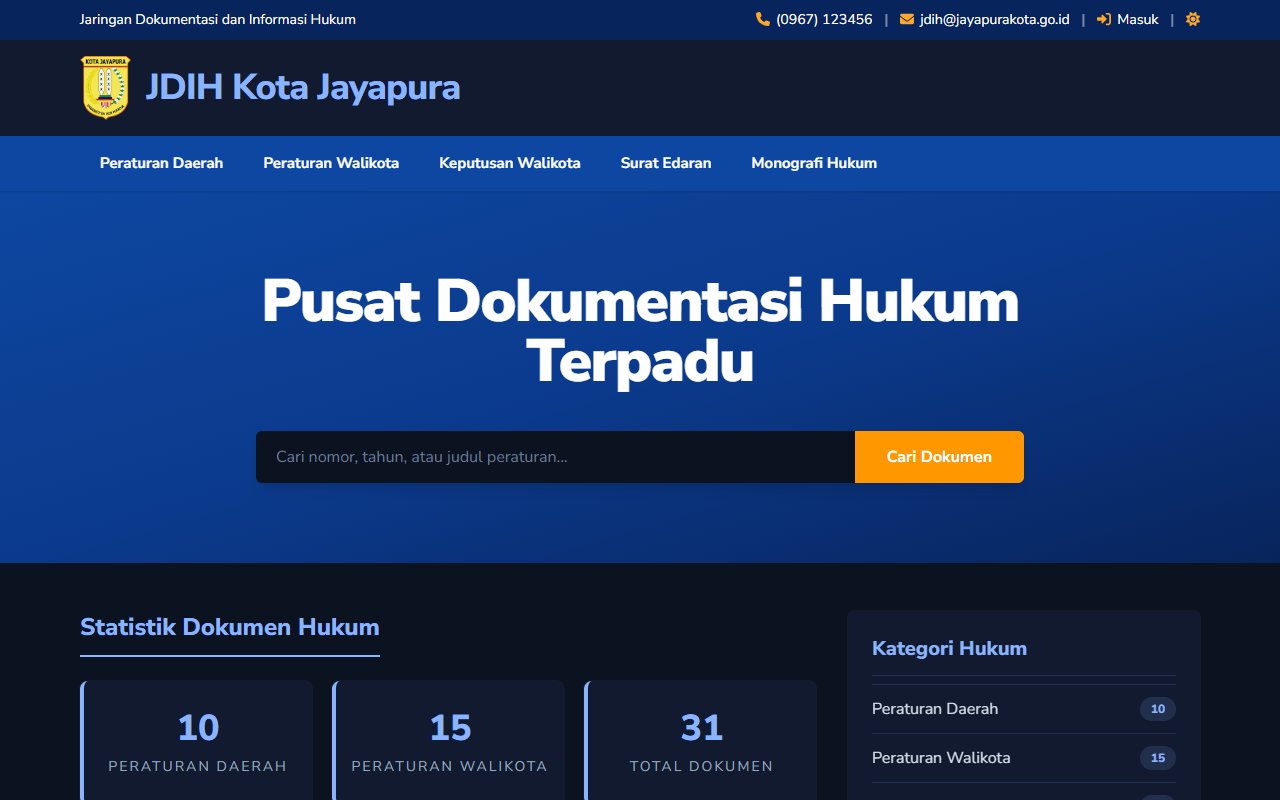 Jaringan Dokumentasi dan Informasi Hukum
(0967) 123456 | jdih@jayapurakota.go.id | Masuk |
KOTA JAYAPURA
JDIH Kota Jayapura
Peraturan Daerah
Peraturan Walikota
Keputusan Walikota
Surat Edaran
Monografi Hukum
Pusat Dokumentasi Hukum
Terpadu
Cari nomor, tahun, atau judul peraturan...
Cari Dokumen
Statistik Dokumen Hukum
10
PERATURAN DAERAH
15
PERATURAN WALIKOTA
31
TOTAL DOKUMEN
Kategori Hukum
Peraturan Daerah 10
Peraturan Walikota 15